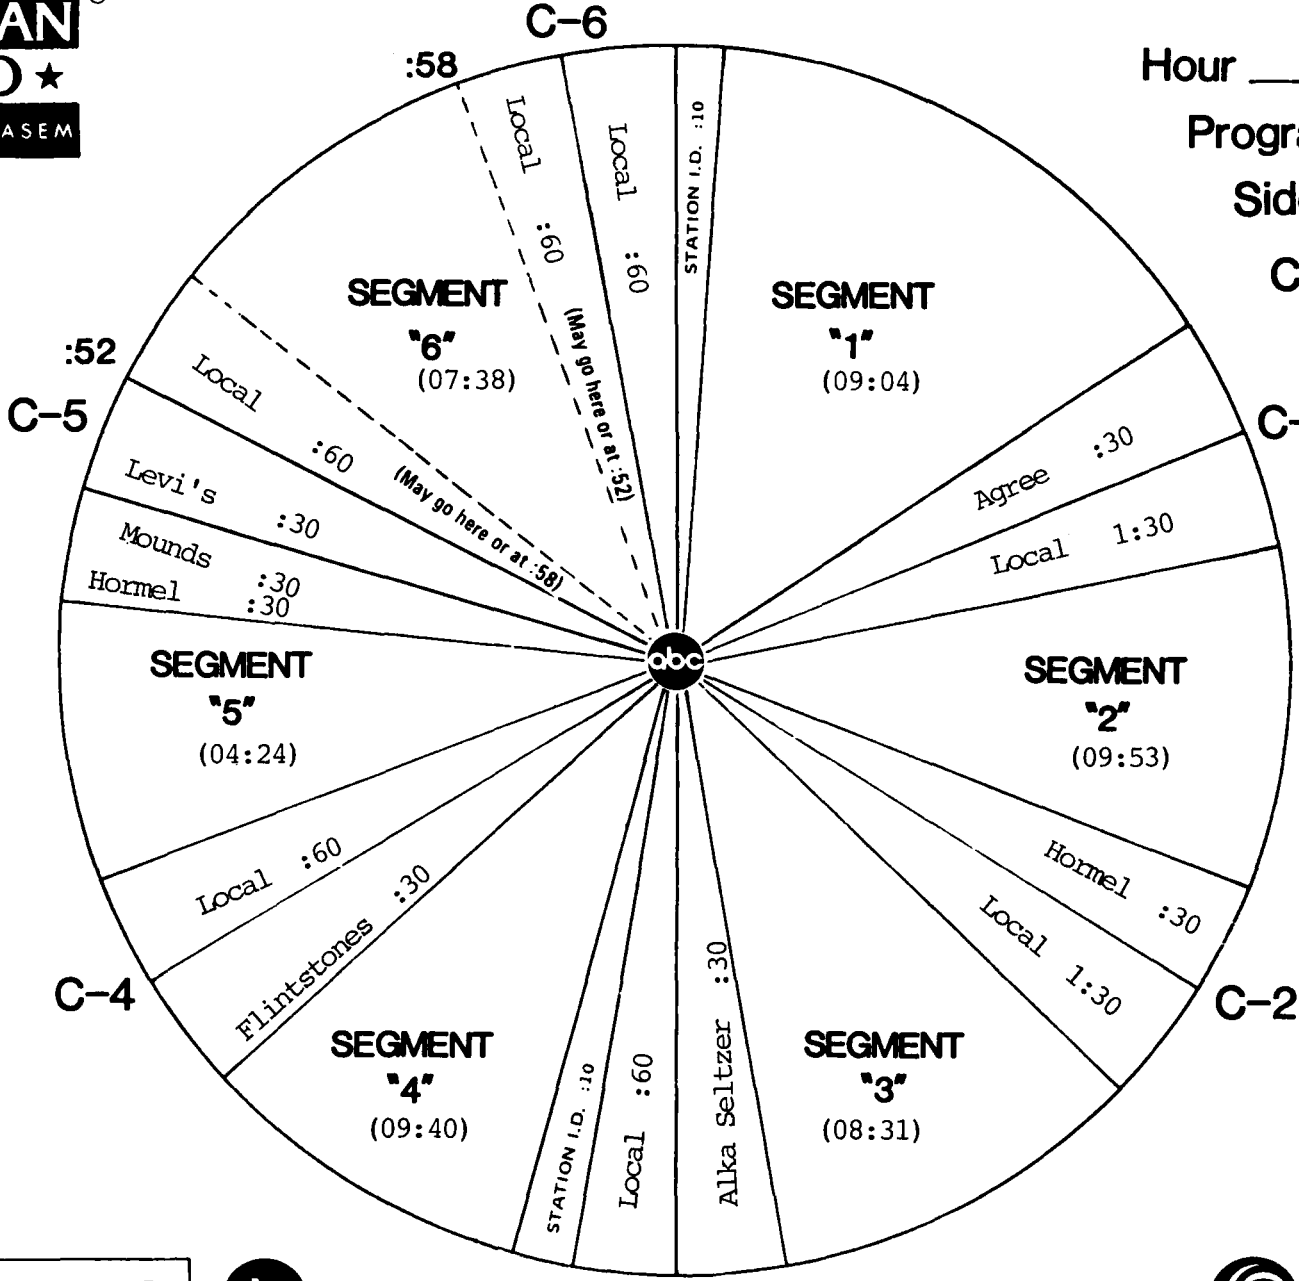 AN
ASEM
C-6
:58
Hour
Local :60
Local :60
STATION I.D. :10
SEGMENT
"6"
(07:38)
(May go here or at :52)
SEGMENT
"1"
(09:04)
:52
C-5
Local :60
(May go here or at :58)
Levi's :30
Mounds :30
Hormel :30
Agree :30
Local 1:30
abc
SEGMENT
"5"
(04:24)
SEGMENT
"2"
(09:53)
Local :60
Flintstones :30
C-4
Hormel :30
Local 1:30
C-2
SEGMENT
"4"
(09:40)
STATION I.D. :10
Local :60
Alka Seltzer :30
SEGMENT
"3"
(08:31)